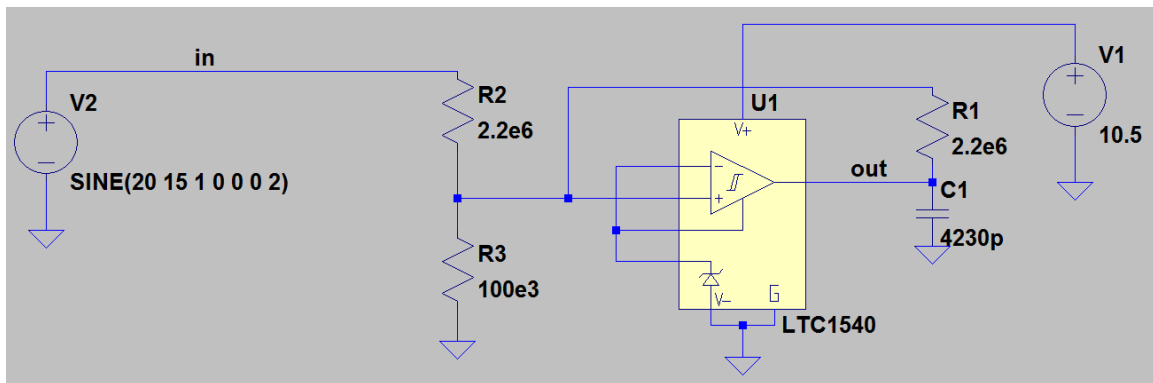 in
V2
SINE(20 15 1 0 0 0 2)
R2
2.2e6
R3
100e3
U1
V+
-
+
V-
G
LTC1540
out
R1
2.2e6
C1
4230p
V1
10.5